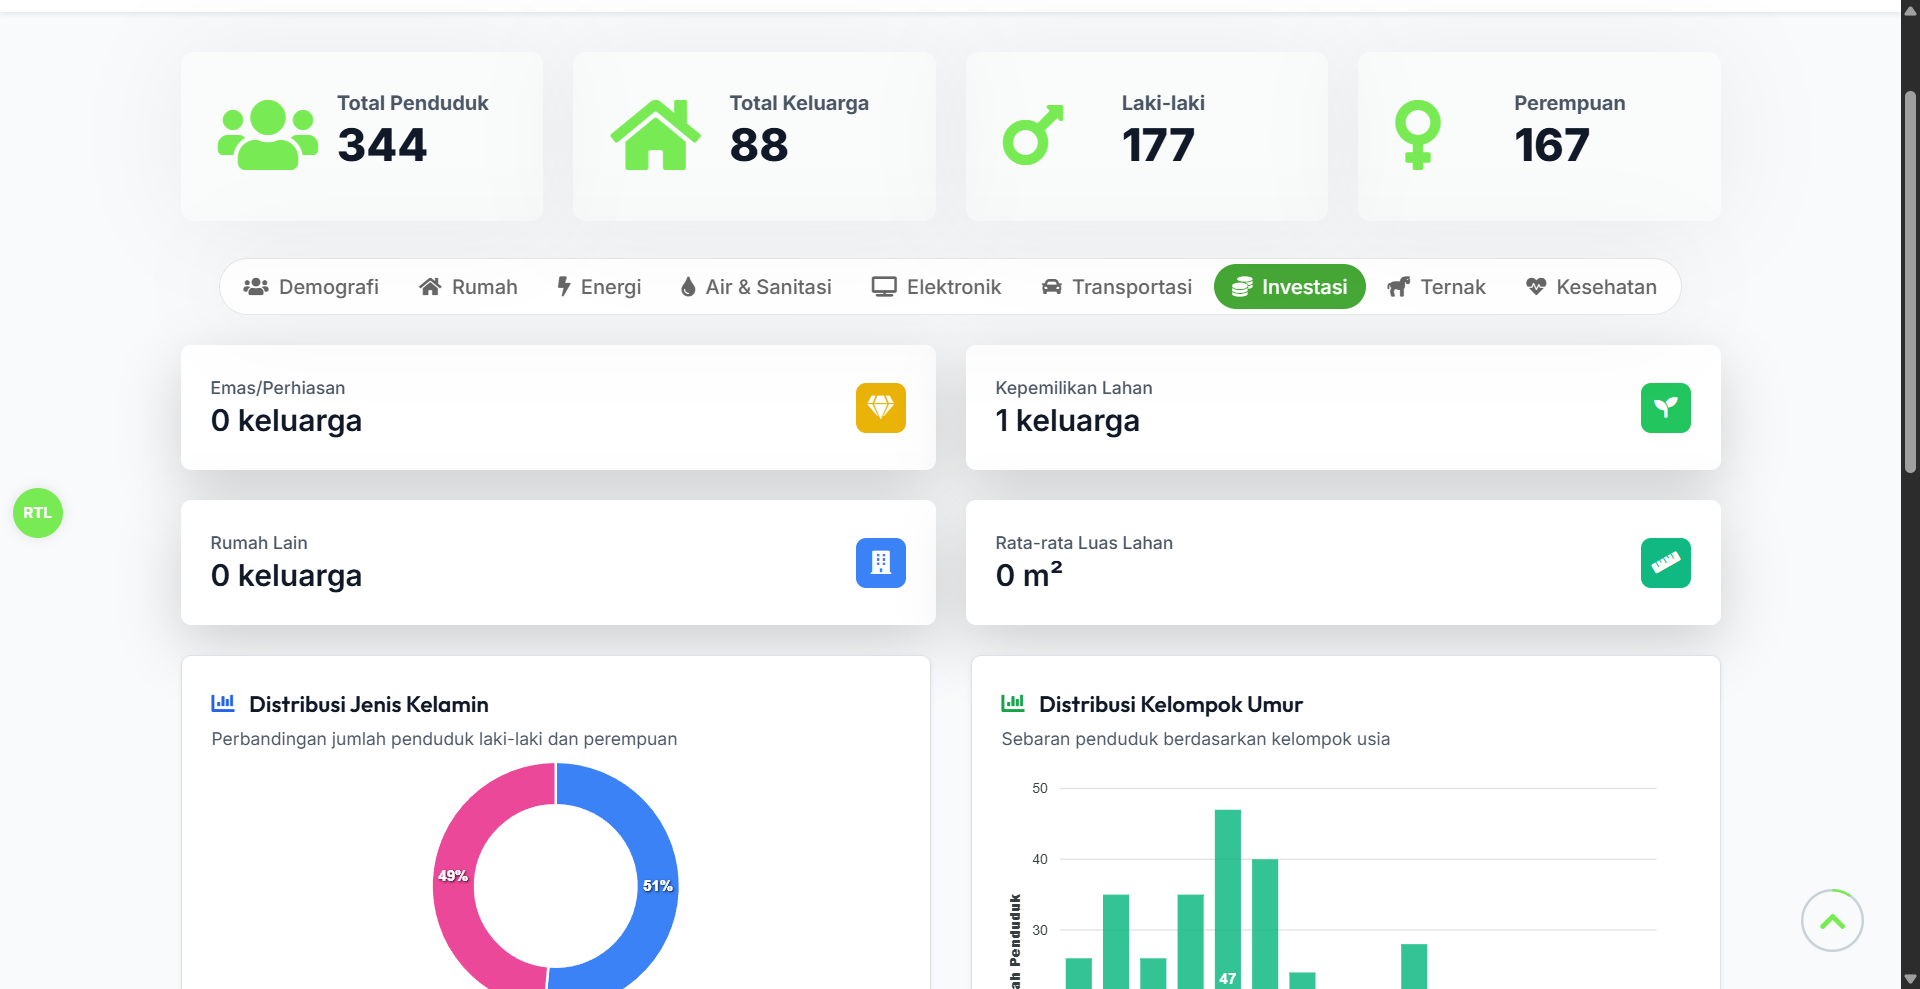 Total Penduduk
344
Total Keluarga
88
Laki-laki
177
Perempuan
167
Demografi Rumah Energi Air & Sanitasi Elektronik Transportasi Investasi Ternak Kesehatan
Emas/Perhiasan
0 keluarga
Kepemilikan Lahan
1 keluarga
Rumah Lain
0 keluarga
Rata-rata Luas Lahan
0 m²
RTL
Distribusi Jenis Kelamin
Perbandingan jumlah penduduk laki-laki dan perempuan
49%
51%
Distribusi Kelompok Umur
Sebaran penduduk berdasarkan kelompok usia
50
40
30
ah Penduduk
47